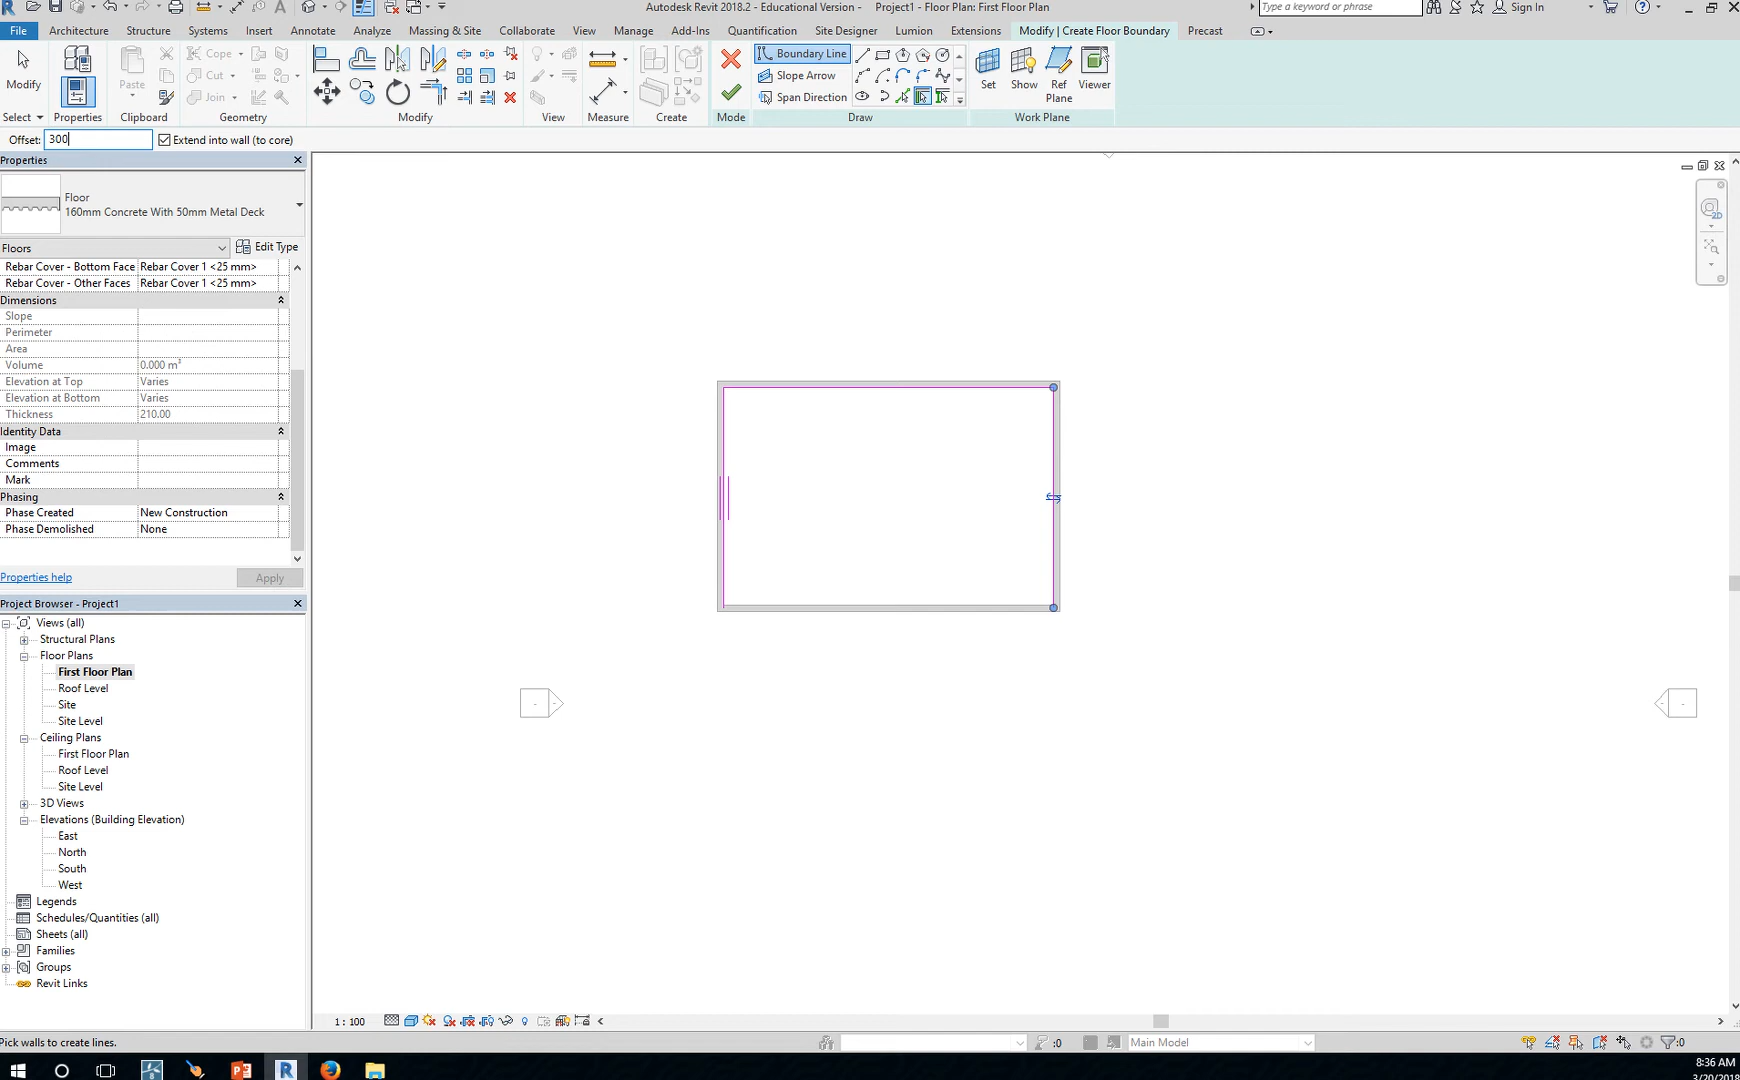 Autodesk Revit 2018.2 - Educational Version - Project1 - Floor Plan: First Floor Plan
Type a keyword or phrase
Sign In
File Architecture Structure Systems Insert Annotate Analyze Massing & Site Collaborate View Manage Add-Ins Quantification Site Designer Lumion Extensions Modify | Create Floor Boundary Precast
Modify
Paste
Cope
Cut
Join
Boundary Line
Slope Arrow
Span Direction
Set
Show
Ref
Plane
Viewer
Select Properties Clipboard Geometry Modify View Measure Create Mode Draw Work Plane
Offset: 300 Extend into wall (to core)
Properties
Floor
160mm Concrete With 50mm Metal Deck
Floors Edit Type
Rebar Cover - Bottom Face Rebar Cover 1 <25 mm>
Rebar Cover - Other Faces Rebar Cover 1 <25 mm>
Dimensions
Slope
Perimeter
Area
Volume 0.000 m³
Elevation at Top Varies
Elevation at Bottom Varies
Thickness 210.00
Identity Data
Image
Comments
Mark
Phasing
Phase Created New Construction
Phase Demolished None
Properties help Apply
Project Browser - Project1
Views (all)
Structural Plans
Floor Plans
First Floor Plan
Roof Level
Site
Site Level
Ceiling Plans
First Floor Plan
Roof Level
Site Level
3D Views
Elevations (Building Elevation)
East
North
South
West
Legends
Schedules/Quantities (all)
Sheets (all)
Families
Groups
Revit Links
2D
1 : 100
Pick walls to create lines.
:0
Main Model
:0
8:36 AM
3/20/2018